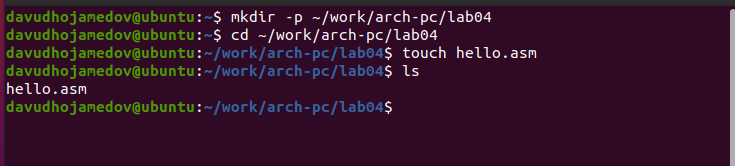 davudhojamedov@ubuntu:~$ mkdir -p ~/work/arch-pc/lab04
davudhojamedov@ubuntu:~$ cd ~/work/arch-pc/lab04
davudhojamedov@ubuntu:~/work/arch-pc/lab04$ touch hello.asm
davudhojamedov@ubuntu:~/work/arch-pc/lab04$ ls
hello.asm
davudhojamedov@ubuntu:~/work/arch-pc/lab04$